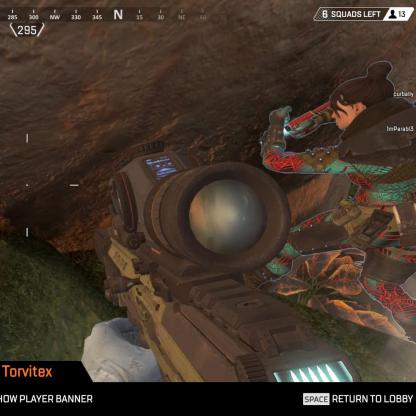 285 300 NW 330 345 N 15 30 NE 60
295
6 SQUADS LEFT 13
curbally
ImParabl3
Torvitex
HOW PLAYER BANNER
SPACE RETURN TO LOBBY